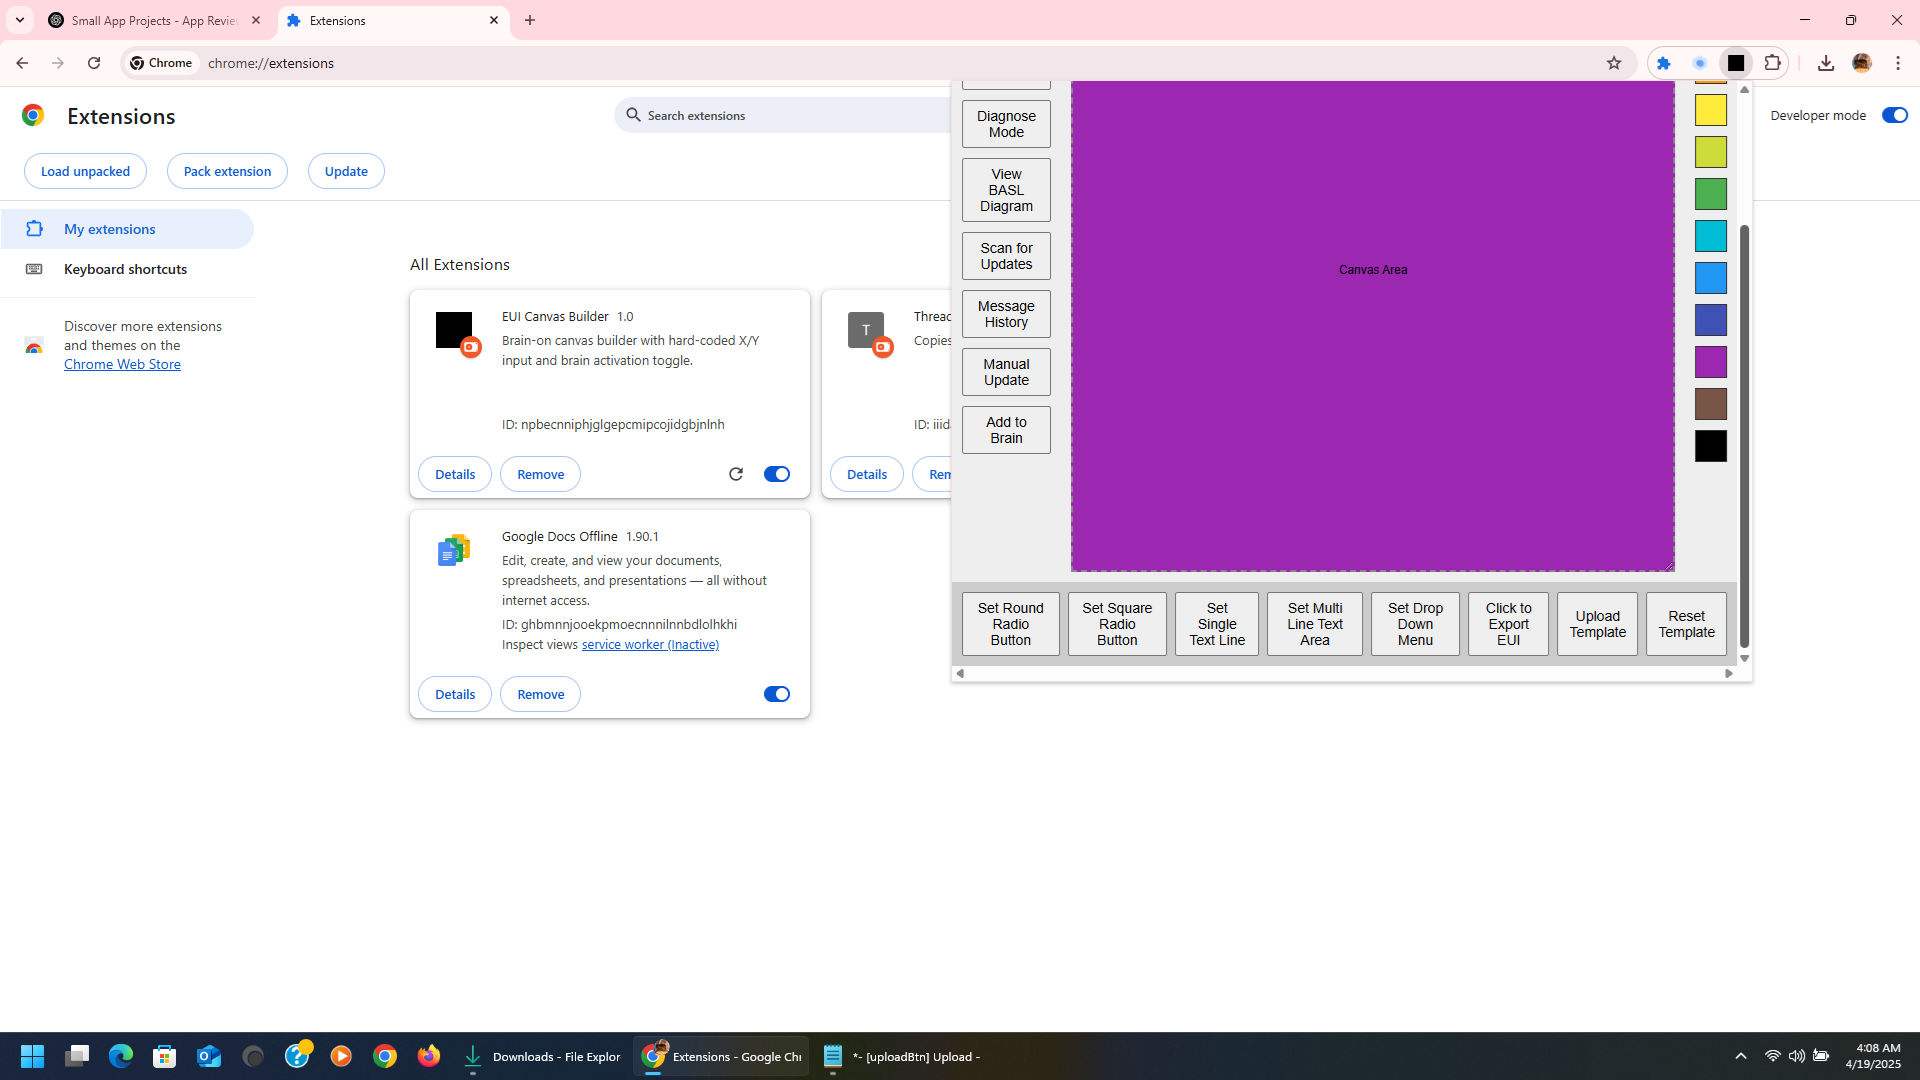 Small App Projects - App Revie
Extensions
Chrome
chrome://extensions
Extensions
Search extensions
Developer mode
Load unpacked
Pack extension
Update
My extensions
Keyboard shortcuts
Discover more extensions
and themes on the
Chrome Web Store
All Extensions
EUI Canvas Builder 1.0
Brain-on canvas builder with hard-coded X/Y
input and brain activation toggle.
ID: npbecnniphjglgepcmipcojidgbjnlnh
Details
Remove
T
Threac
Copies
ID: iiid
Details
Rem
Google Docs Offline 1.90.1
Edit, create, and view your documents,
spreadsheets, and presentations — all without
internet access.
ID: ghbmnnjooekpmoecnnnilnnbdlolhkhi
Inspect views service worker (Inactive)
Details
Remove
Diagnose
Mode
View
BASL
Diagram
Scan for
Updates
Message
History
Manual
Update
Add to
Brain
Canvas Area
Set Round
Radio
Button
Set Square
Radio
Button
Set
Single
Text Line
Set Multi
Line Text
Area
Set Drop
Down
Menu
Click to
Export
EUI
Upload
Template
Reset
Template
Downloads - File Explor
Extensions - Google Chr
*- [uploadBtn] Upload -
4:08 AM
4/19/2025